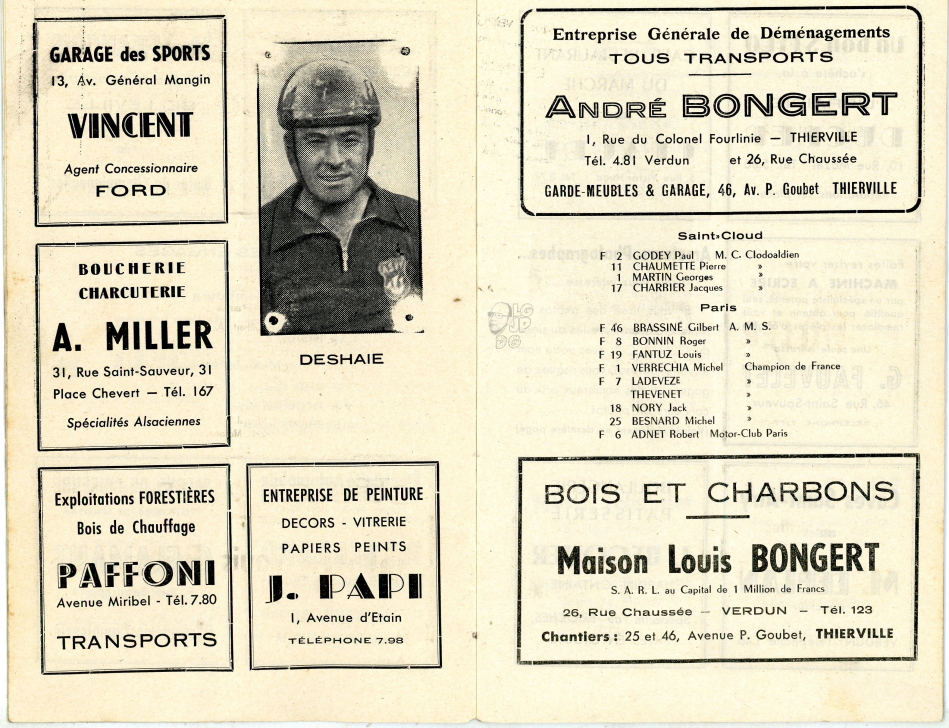 GARAGE des SPORTS
13, Av. Général Mangin
VINCENT
Agent Concessionnaire
FORD
BOUCHERIE
CHARCUTERIE
A. MILLER
31, Rue Saint-Sauveur, 31
Place Chevert — Tél. 167
Spécialités Alsaciennes
DESHAIE
Exploitations FORESTIÈRES
Bois de Chauffage
PAFFONI
Avenue Miribel - Tél. 7.80
TRANSPORTS
ENTREPRISE DE PEINTURE
DECORS - VITRERIE
PAPIERS PEINTS
J. PAPI
1, Avenue d'Etain
TÉLÉPHONE 7.98
Entreprise Générale de Déménagements
TOUS TRANSPORTS
ANDRÉ BONGERT
1, Rue du Colonel Fourlinie — THIERVILLE
Tél. 4.81 Verdun et 26, Rue Chaussée
GARDE-MEUBLES & GARAGE, 46, Av. P. Goubet THIERVILLE
Saint-Cloud
F 2 GODEY Paul M. C. Clodoaldien
11 CHAUMETTE Pierre »
1 MARTIN Georges »
17 CHARRIER Jacques »
Paris
F 46 BRASSINÉ Gilbert A. M. S.
F 8 BONNIN Roger »
F 19 FANTUZ Louis »
F 1 VERRECHIA Michel Champion de France
F 7 LADEVEZE »
THEVENET »
18 NORY Jack »
25 BESNARD Michel »
F 6 ADNET Robert Motor-Club Paris
BOIS ET CHARBONS
Maison Louis BONGERT
S. A. R. L. au Capital de 1 Million de Francs
26, Rue Chaussée — VERDUN — Tél. 123
Chantiers : 25 et 46, Avenue P. Goubet, THIERVILLE